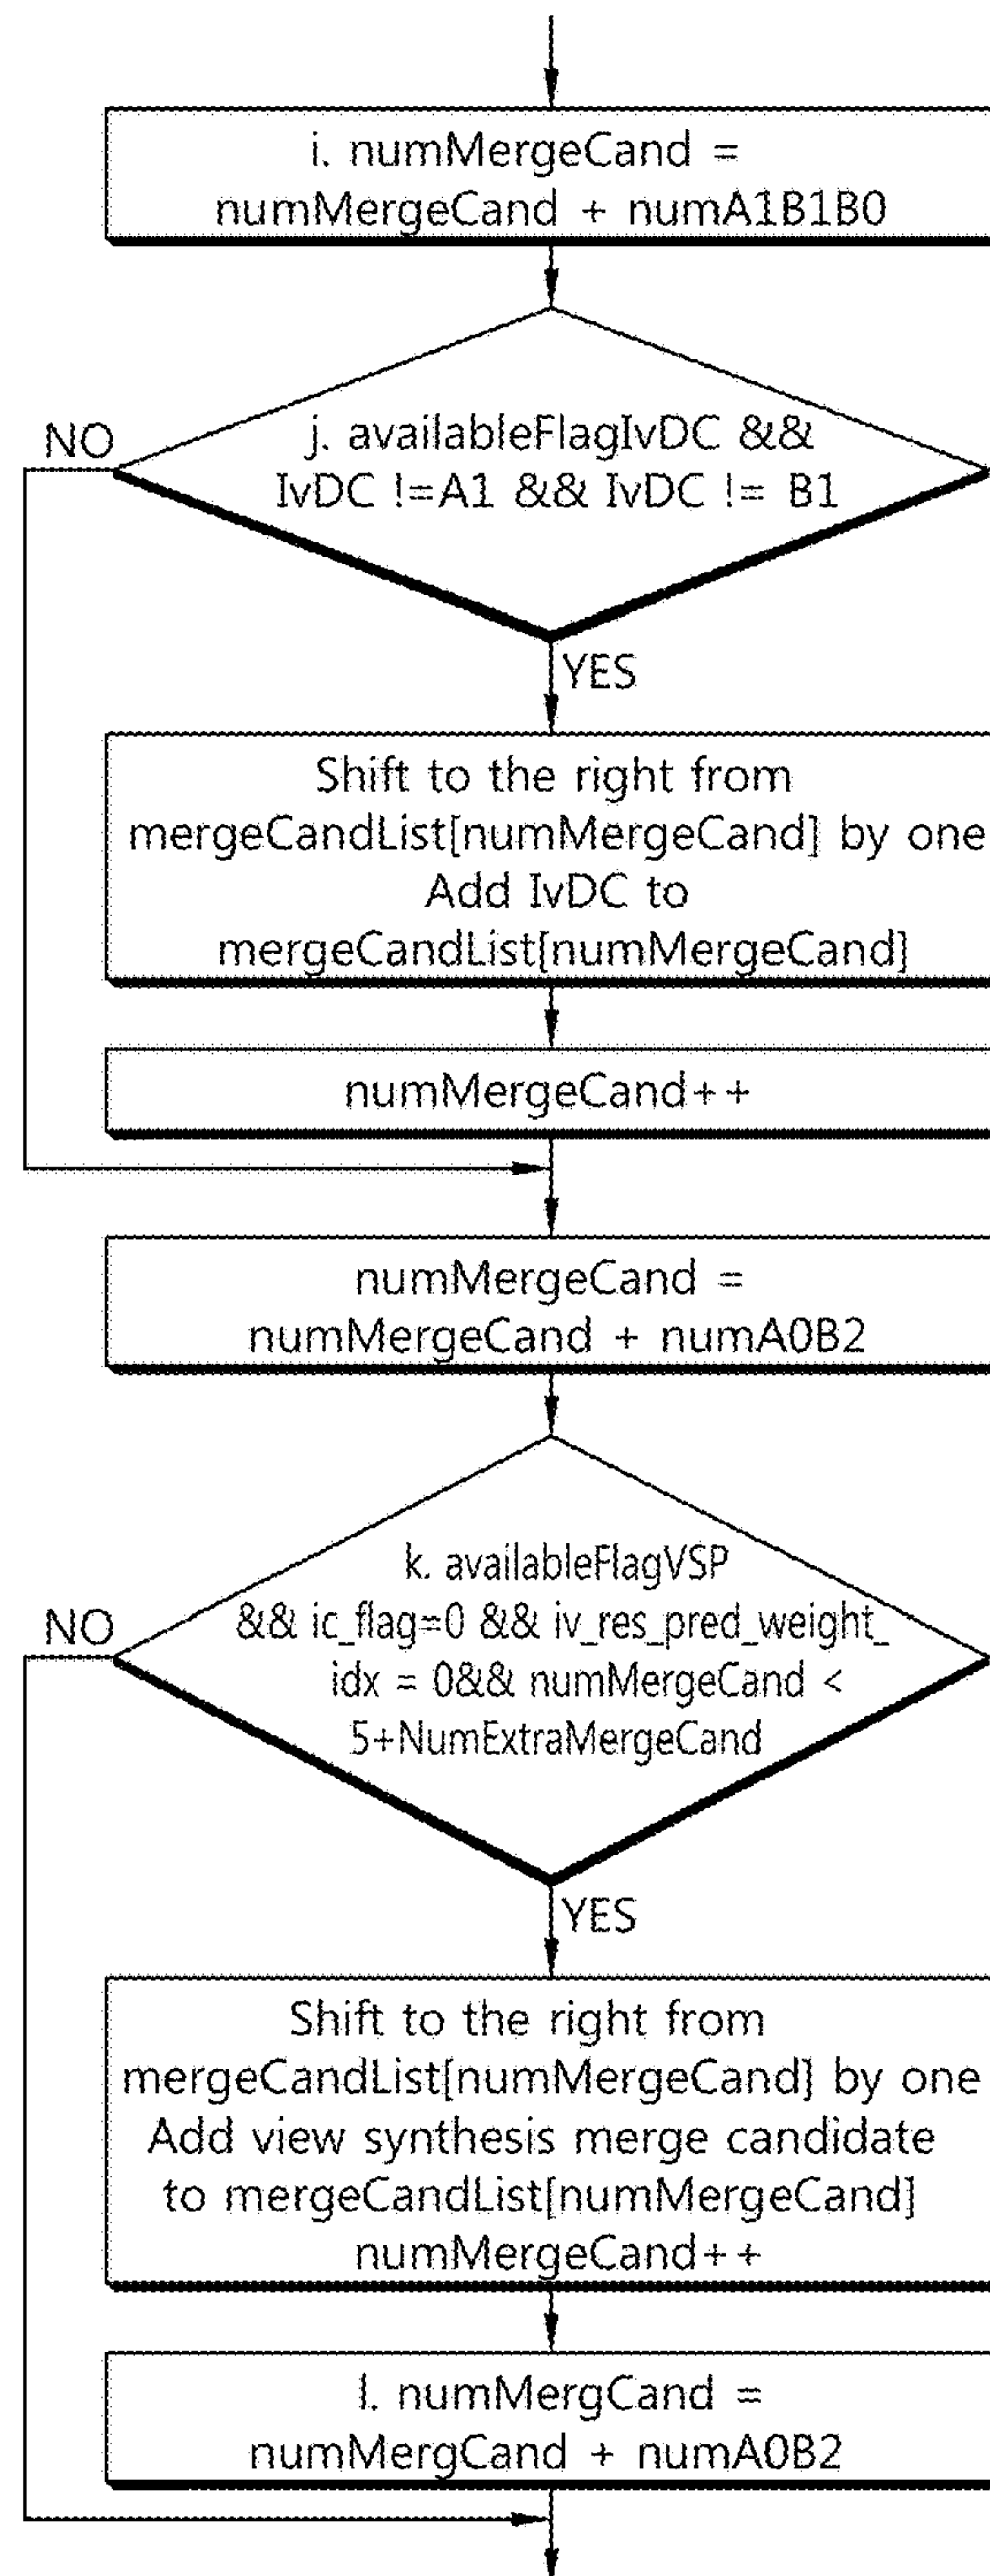 i. numMergeCand =
numMergeCand + numA1B1B0
j. availableFlagIvDC &&
IvDC !=A1 && IvDC != B1
NO
YES
Shift to the right from
mergeCandList[numMergeCand] by one
Add IvDC to
mergeCandList[numMergeCand]
numMergeCand++
numMergeCand =
numMergeCand + numA0B2
k. availableFlagVSP
&& ic_flag=0 && iv_res_pred_weight_
idx = 0&& numMergeCand <
5+NumExtraMergeCand
NO
YES
Shift to the right from
mergeCandList[numMergeCand] by one
Add view synthesis merge candidate
to mergeCandList[numMergeCand]
numMergeCand++
l. numMergCand =
numMergCand + numA0B2